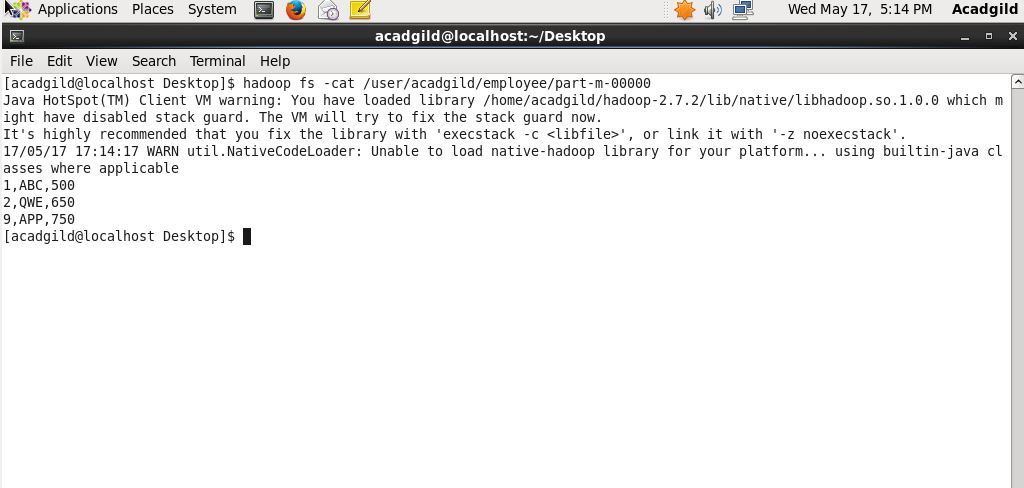 Applications Places System Wed May 17, 5:14 PM Acadgild
acadgild@localhost:~/Desktop
File Edit View Search Terminal Help
[acadgild@localhost Desktop]$ hadoop fs -cat /user/acadgild/employee/part-m-00000
Java HotSpot(TM) Client VM warning: You have loaded library /home/acadgild/hadoop-2.7.2/lib/native/libhadoop.so.1.0.0 which m
ight have disabled stack guard. The VM will try to fix the stack guard now.
It's highly recommended that you fix the library with 'execstack -c <libfile>', or link it with '-z noexecstack'.
17/05/17 17:14:17 WARN util.NativeCodeLoader: Unable to load native-hadoop library for your platform... using builtin-java cl
asses where applicable
1,ABC,500
2,QWE,650
9,APP,750
[acadgild@localhost Desktop]$